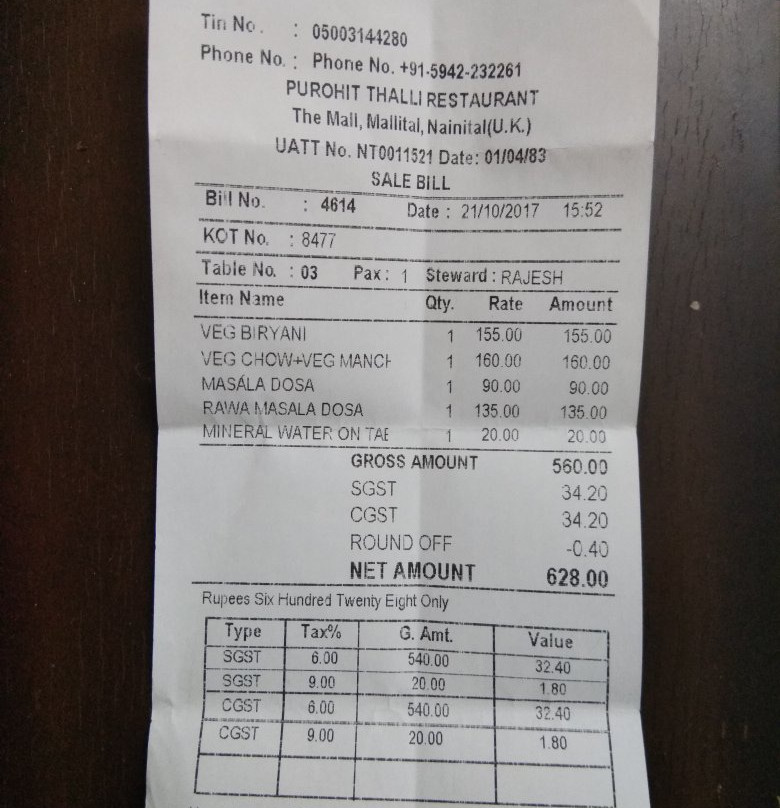 Tin No. : 05003144280
Phone No. : Phone No. +91-5942-232261
PUROHIT THALLI RESTAURANT
The Mall, Mallital, Nainital(U.K.)
UATT No. NT0011521 Date: 01/04/83
SALE BILL
Bill No. : 4614 Date : 21/10/2017 15:52
KOT No. : 8477
Table No. : 03 Pax : 1 Steward : RAJESH
Item Name Qty. Rate Amount
VEG BIRYANI 1 155.00 155.00
VEG CHOW+VEG MANCH 1 160.00 160.00
MASALA DOSA 1 90.00 90.00
RAWA MASALA DOSA 1 135.00 135.00
MINERAL WATER ON TAB 1 20.00 20.00
GROSS AMOUNT 560.00
SGST 34.20
CGST 34.20
ROUND OFF -0.40
NET AMOUNT 628.00
Rupees Six Hundred Twenty Eight Only
Type Tax% G. Amt. Value
SGST 6.00 540.00 32.40
SGST 9.00 20.00 1.80
CGST 6.00 540.00 32.40
CGST 9.00 20.00 1.80